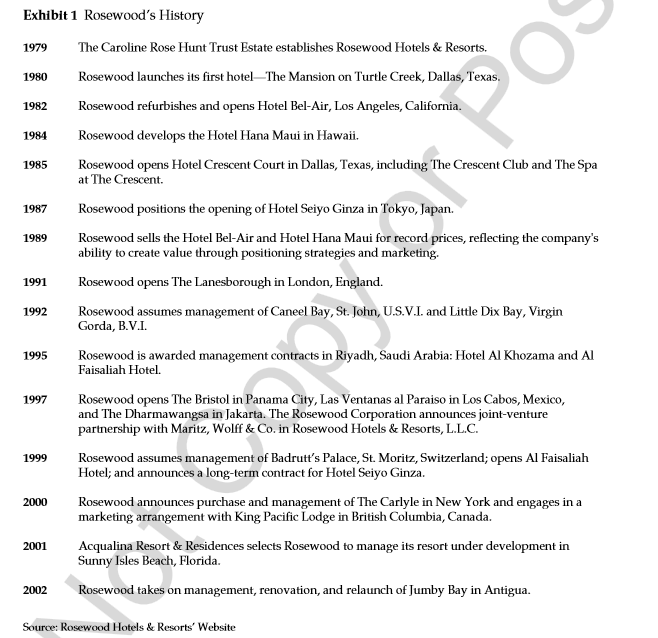 Exhibit 1 Rosewood's History
1979 The Caroline Rose Hunt Trust Estate establishes Rosewood Hotels & Resorts.
1980 Rosewood launches its first hotel—The Mansion on Turtle Creek, Dallas, Texas.
1982 Rosewood refurbishes and opens Hotel Bel-Air, Los Angeles, California.
1984 Rosewood develops the Hotel Hana Maui in Hawaii.
1985 Rosewood opens Hotel Crescent Court in Dallas, Texas, including The Crescent Club and The Spa
at The Crescent.
1987 Rosewood positions the opening of Hotel Seiyo Ginza in Tokyo, Japan.
1989 Rosewood sells the Hotel Bel-Air and Hotel Hana Maui for record prices, reflecting the company's
ability to create value through positioning strategies and marketing.
1991 Rosewood opens The Lanesborough in London, England.
1992 Rosewood assumes management of Caneel Bay, St. John, U.S.V.I. and Little Dix Bay, Virgin
Gorda, B.V.I.
1995 Rosewood is awarded management contracts in Riyadh, Saudi Arabia: Hotel Al Khozama and Al
Faisaliah Hotel.
1997 Rosewood opens The Bristol in Panama City, Las Ventanas al Paraiso in Los Cabos, Mexico,
and The Dharmawangsa in Jakarta. The Rosewood Corporation announces joint-venture
partnership with Maritz, Wolff & Co. in Rosewood Hotels & Resorts, L.L.C.
1999 Rosewood assumes management of Badrutt's Palace, St. Moritz, Switzerland; opens Al Faisaliah
Hotel; and announces a long-term contract for Hotel Seiyo Ginza.
2000 Rosewood announces purchase and management of The Carlyle in New York and engages in a
marketing arrangement with King Pacific Lodge in British Columbia, Canada.
2001 Acqualina Resort & Residences selects Rosewood to manage its resort under development in
Sunny Isles Beach, Florida.
2002 Rosewood takes on management, renovation, and relaunch of Jumby Bay in Antigua.
Source: Rosewood Hotels & Resorts' Website
Not Copy or Pos